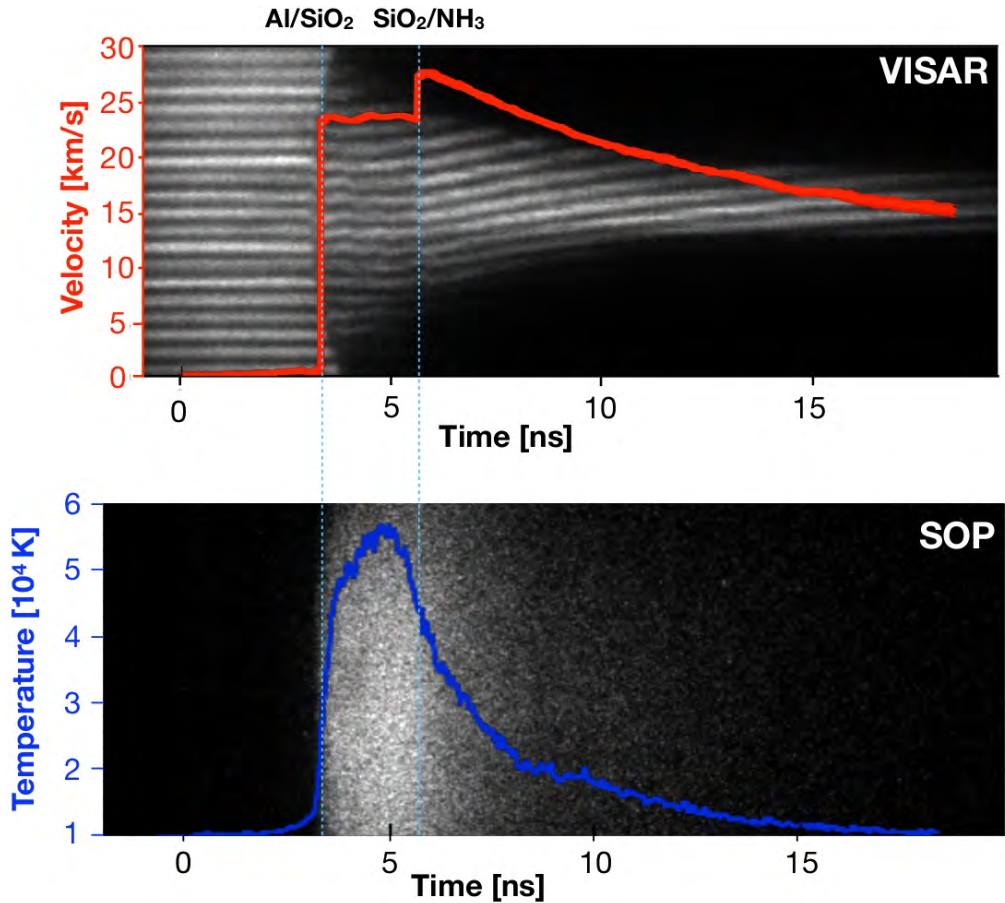 Al/SiO₂ SiO₂/NH₃
VISAR
Velocity [km/s]
30
25
20
15
10
5
0
0 5 10 15
Time [ns]
SOP
Temperature [10⁴ K]
6
5
4
3
2
1
0 5 10 15
Time [ns]